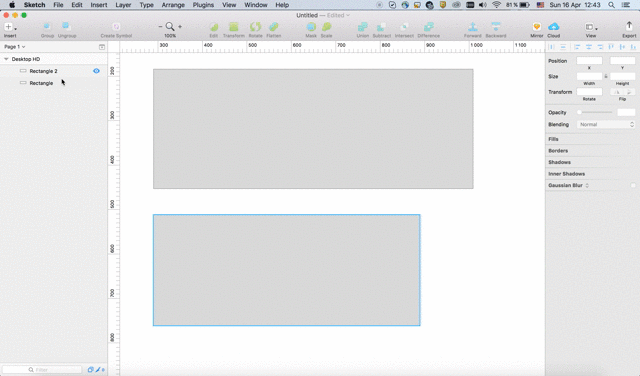 Sketch File Edit Insert Layer Type Arrange Plugins View Window Help 81 % Sun 16 Apr 12:43
Untitled — Edited
Insert Group Ungroup Create Symbol 100% Edit Transform Rotate Flatten Mask Scale Union Subtract Intersect Difference Forward Backward Mirror Cloud View Export
Page 1
300 400 500 600 700 800 900 1 000 1 100
Desktop HD
Rectangle 2
Rectangle
200
300
400
500
600
700
800
Position
X Y
Size
Width Height
Transform
Rotate Flip
Opacity
Blending Normal
Fills
Borders
Shadows
Inner Shadows
Gaussian Blur
Filter